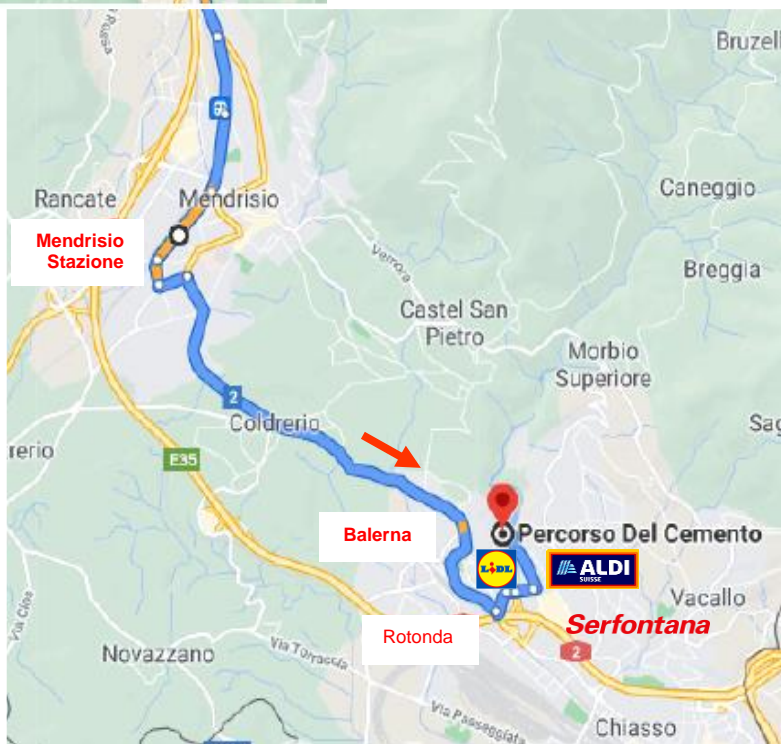 Bruzell
Rancate
Mendrisio
Mendrisio
Stazione
Caneggio
Breggia
Castel San
Pietro
Morbio
Superiore
2
Coldrerio
Sag
rerio
E35
Balerna
Percorso Del Cemento
LiDL
ALDI
SUISSE
Vacallo
Serfontana
Rotonda
2
Novazzano
Via Torraccia
Via Passeggiata
Chiasso